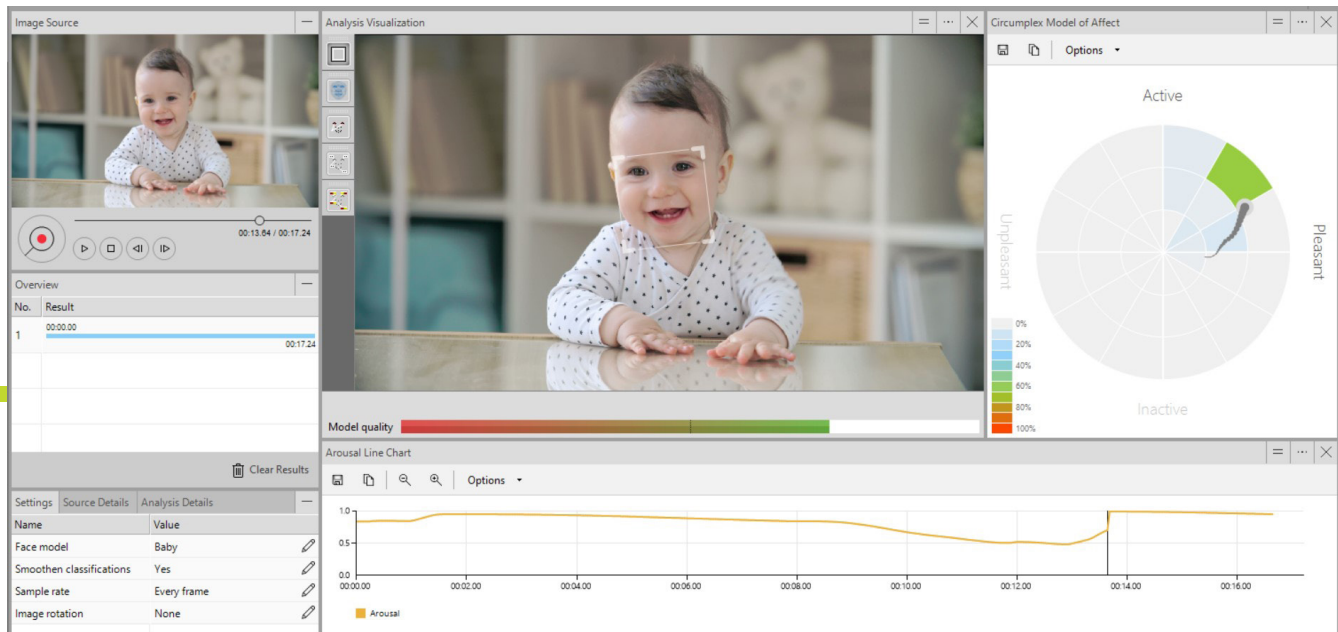 Image Source
00:13.64 / 00:17.24
Overview
No. Result
1 00:00.00
00:17.24
Clear Results
Settings Source Details Analysis Details
Name Value
Face model Baby
Smoothen classifications Yes
Sample rate Every frame
Image rotation None
Analysis Visualization
Model quality
Circumplex Model of Affect
Options
Active
Unpleasant
Pleasant
Inactive
0%
20%
40%
60%
80%
100%
Arousal Line Chart
Options
1.0
0.5
0.0
00:00.00 00:02.00 00:04.00 00:06.00 00:08.00 00:10.00 00:12.00 00:14.00 00:16.00
Arousal